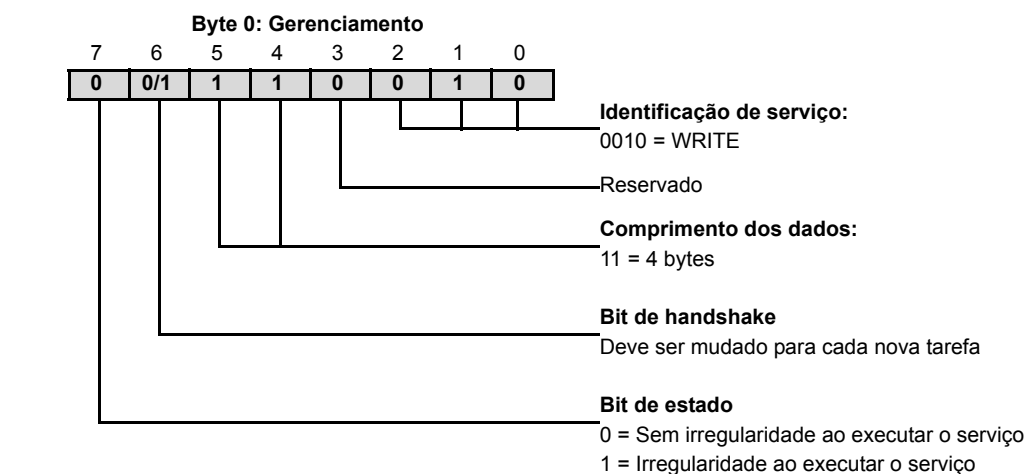 Byte 0: Gerenciamento
7 6 5 4 3 2 1 0
0 0/1 1 1 0 0 1 0
Identificação de serviço:
0010 = WRITE
Reservado
Comprimento dos dados:
11 = 4 bytes
Bit de handshake
Deve ser mudado para cada nova tarefa
Bit de estado
0 = Sem irregularidade ao executar o serviço
1 = Irregularidade ao executar o serviço